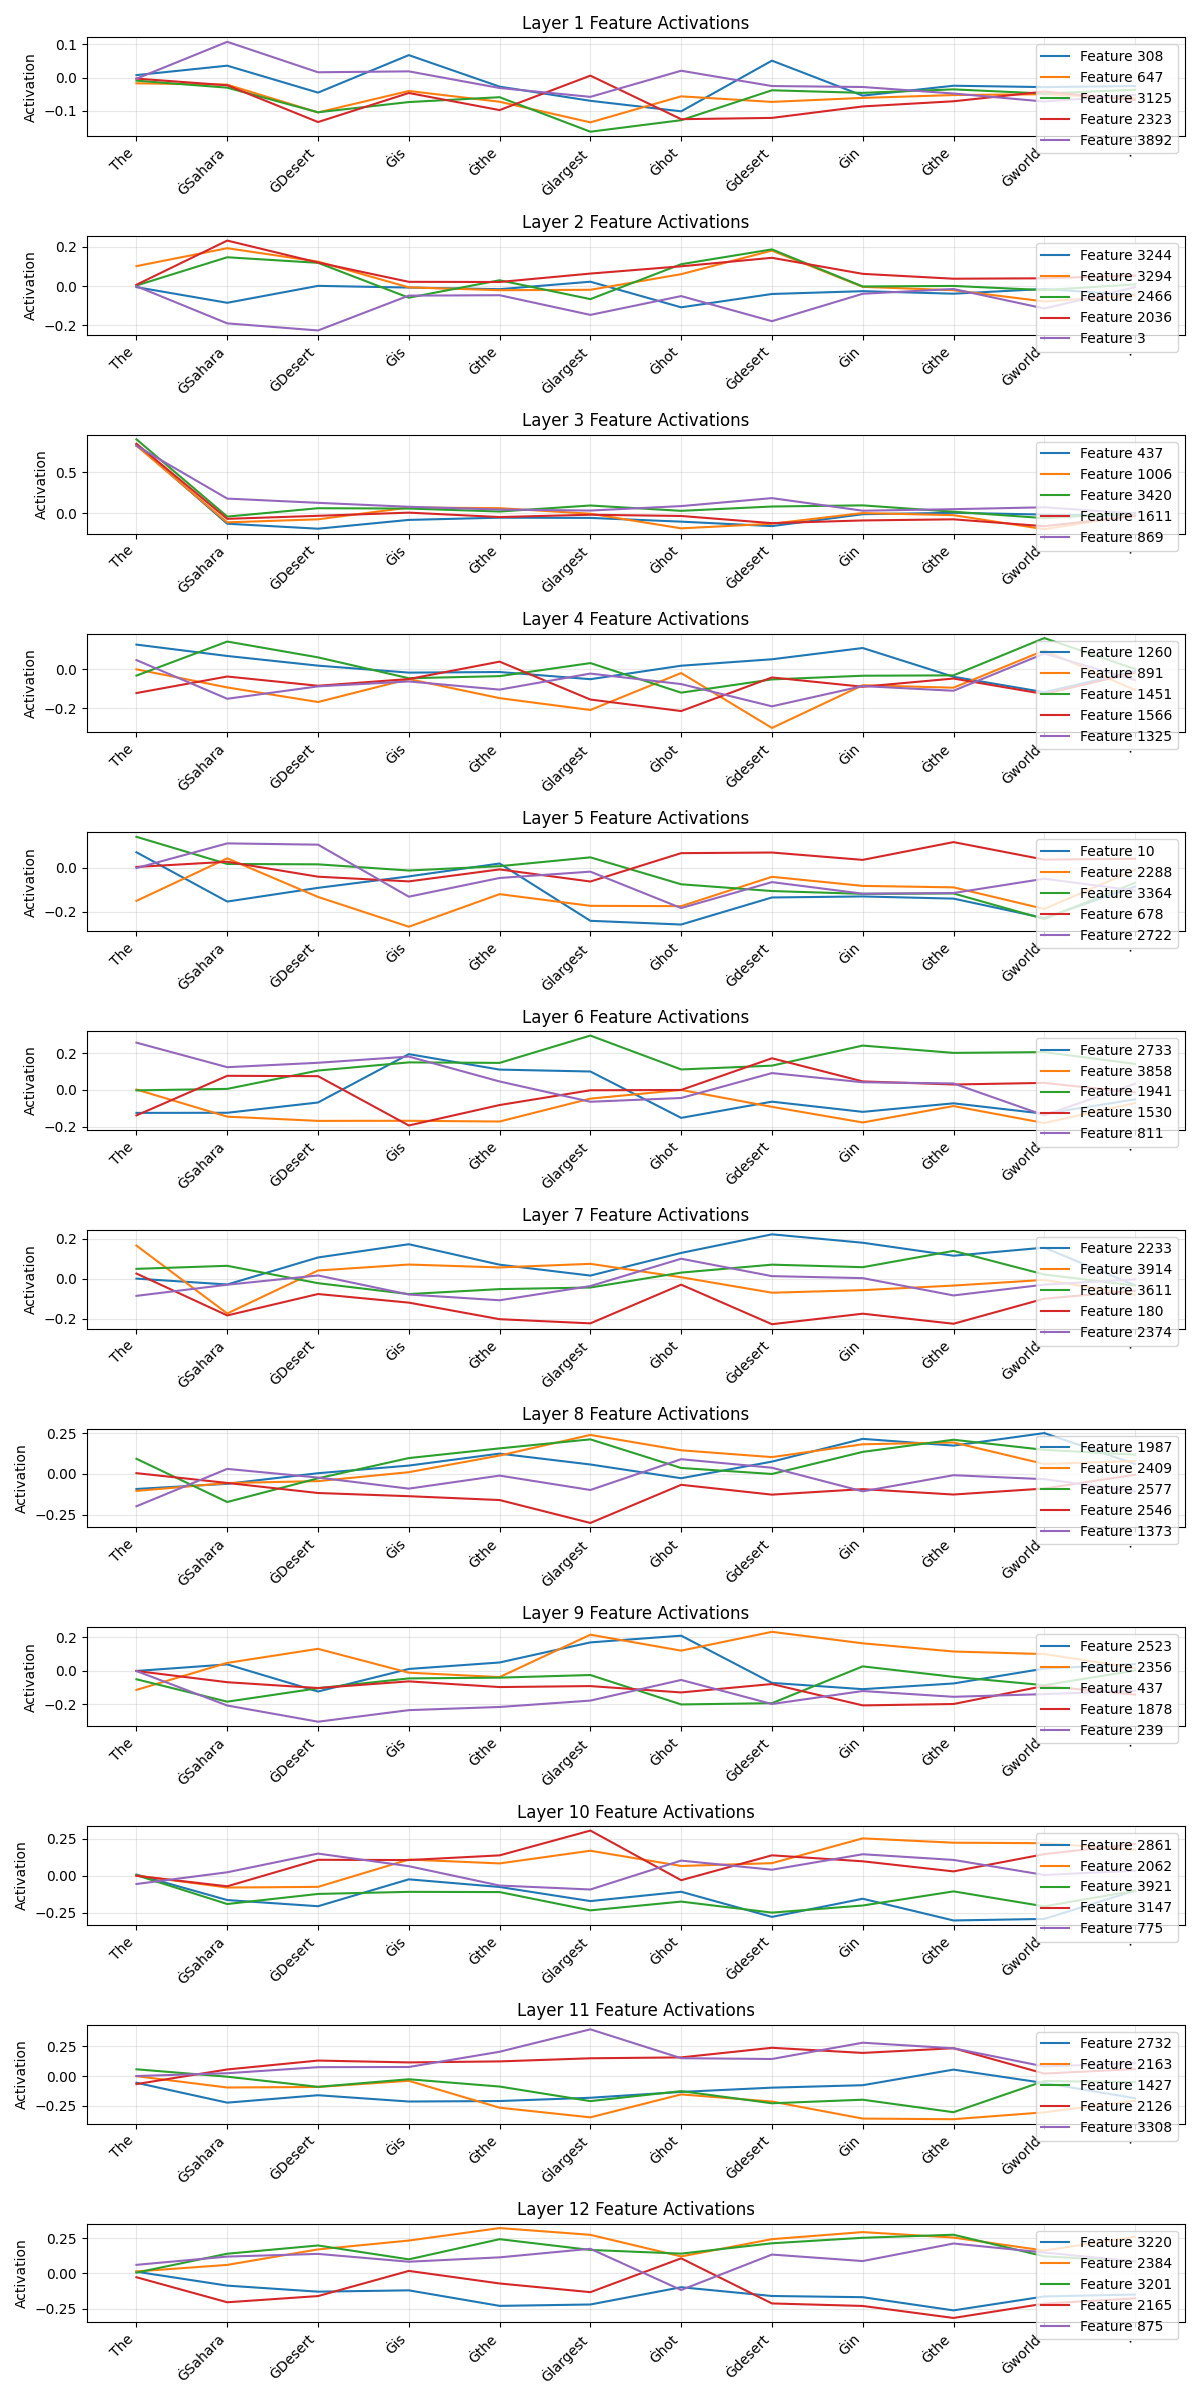 Layer 1 Feature Activations
Activation
0.1
0.0
−0.1
Feature 308
Feature 647
Feature 3125
Feature 2323
Feature 3892
The ĠSahara ĠDesert Ġis Ġthe Ġlargest Ġhot Ġdesert Ġin Ġthe Ġworld .
Layer 2 Feature Activations
Activation
0.2
0.0
−0.2
Feature 3244
Feature 3294
Feature 2466
Feature 2036
Feature 3
The ĠSahara ĠDesert Ġis Ġthe Ġlargest Ġhot Ġdesert Ġin Ġthe Ġworld .
Layer 3 Feature Activations
Activation
0.5
0.0
Feature 437
Feature 1006
Feature 3420
Feature 1611
Feature 869
The ĠSahara ĠDesert Ġis Ġthe Ġlargest Ġhot Ġdesert Ġin Ġthe Ġworld .
Layer 4 Feature Activations
Activation
0.0
−0.2
Feature 1260
Feature 891
Feature 1451
Feature 1566
Feature 1325
The ĠSahara ĠDesert Ġis Ġthe Ġlargest Ġhot Ġdesert Ġin Ġthe Ġworld .
Layer 5 Feature Activations
Activation
0.0
−0.2
Feature 10
Feature 2288
Feature 3364
Feature 678
Feature 2722
The ĠSahara ĠDesert Ġis Ġthe Ġlargest Ġhot Ġdesert Ġin Ġthe Ġworld .
Layer 6 Feature Activations
Activation
0.2
0.0
−0.2
Feature 2733
Feature 3858
Feature 1941
Feature 1530
Feature 811
The ĠSahara ĠDesert Ġis Ġthe Ġlargest Ġhot Ġdesert Ġin Ġthe Ġworld .
Layer 7 Feature Activations
Activation
0.2
0.0
−0.2
Feature 2233
Feature 3914
Feature 3611
Feature 180
Feature 2374
The ĠSahara ĠDesert Ġis Ġthe Ġlargest Ġhot Ġdesert Ġin Ġthe Ġworld .
Layer 8 Feature Activations
Activation
0.25
0.00
−0.25
Feature 1987
Feature 2409
Feature 2577
Feature 2546
Feature 1373
The ĠSahara ĠDesert Ġis Ġthe Ġlargest Ġhot Ġdesert Ġin Ġthe Ġworld .
Layer 9 Feature Activations
Activation
0.2
0.0
−0.2
Feature 2523
Feature 2356
Feature 437
Feature 1878
Feature 239
The ĠSahara ĠDesert Ġis Ġthe Ġlargest Ġhot Ġdesert Ġin Ġthe Ġworld .
Layer 10 Feature Activations
Activation
0.25
0.00
−0.25
Feature 2861
Feature 2062
Feature 3921
Feature 3147
Feature 775
The ĠSahara ĠDesert Ġis Ġthe Ġlargest Ġhot Ġdesert Ġin Ġthe Ġworld .
Layer 11 Feature Activations
Activation
0.25
0.00
−0.25
Feature 2732
Feature 2163
Feature 1427
Feature 2126
Feature 3308
The ĠSahara ĠDesert Ġis Ġthe Ġlargest Ġhot Ġdesert Ġin Ġthe Ġworld .
Layer 12 Feature Activations
Activation
0.25
0.00
−0.25
Feature 3220
Feature 2384
Feature 3201
Feature 2165
Feature 875
The ĠSahara ĠDesert Ġis Ġthe Ġlargest Ġhot Ġdesert Ġin Ġthe Ġworld .